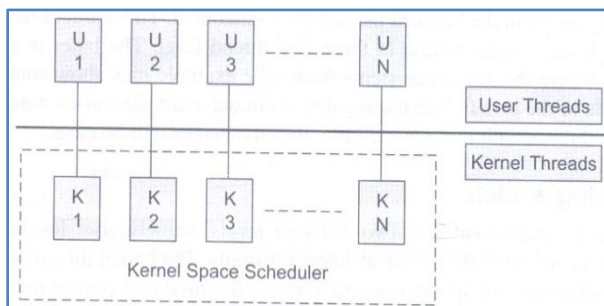 U
1
U
2
U
3
U
N
User Threads
Kernel Threads
K
1
K
2
K
3
K
N
Kernel Space Scheduler